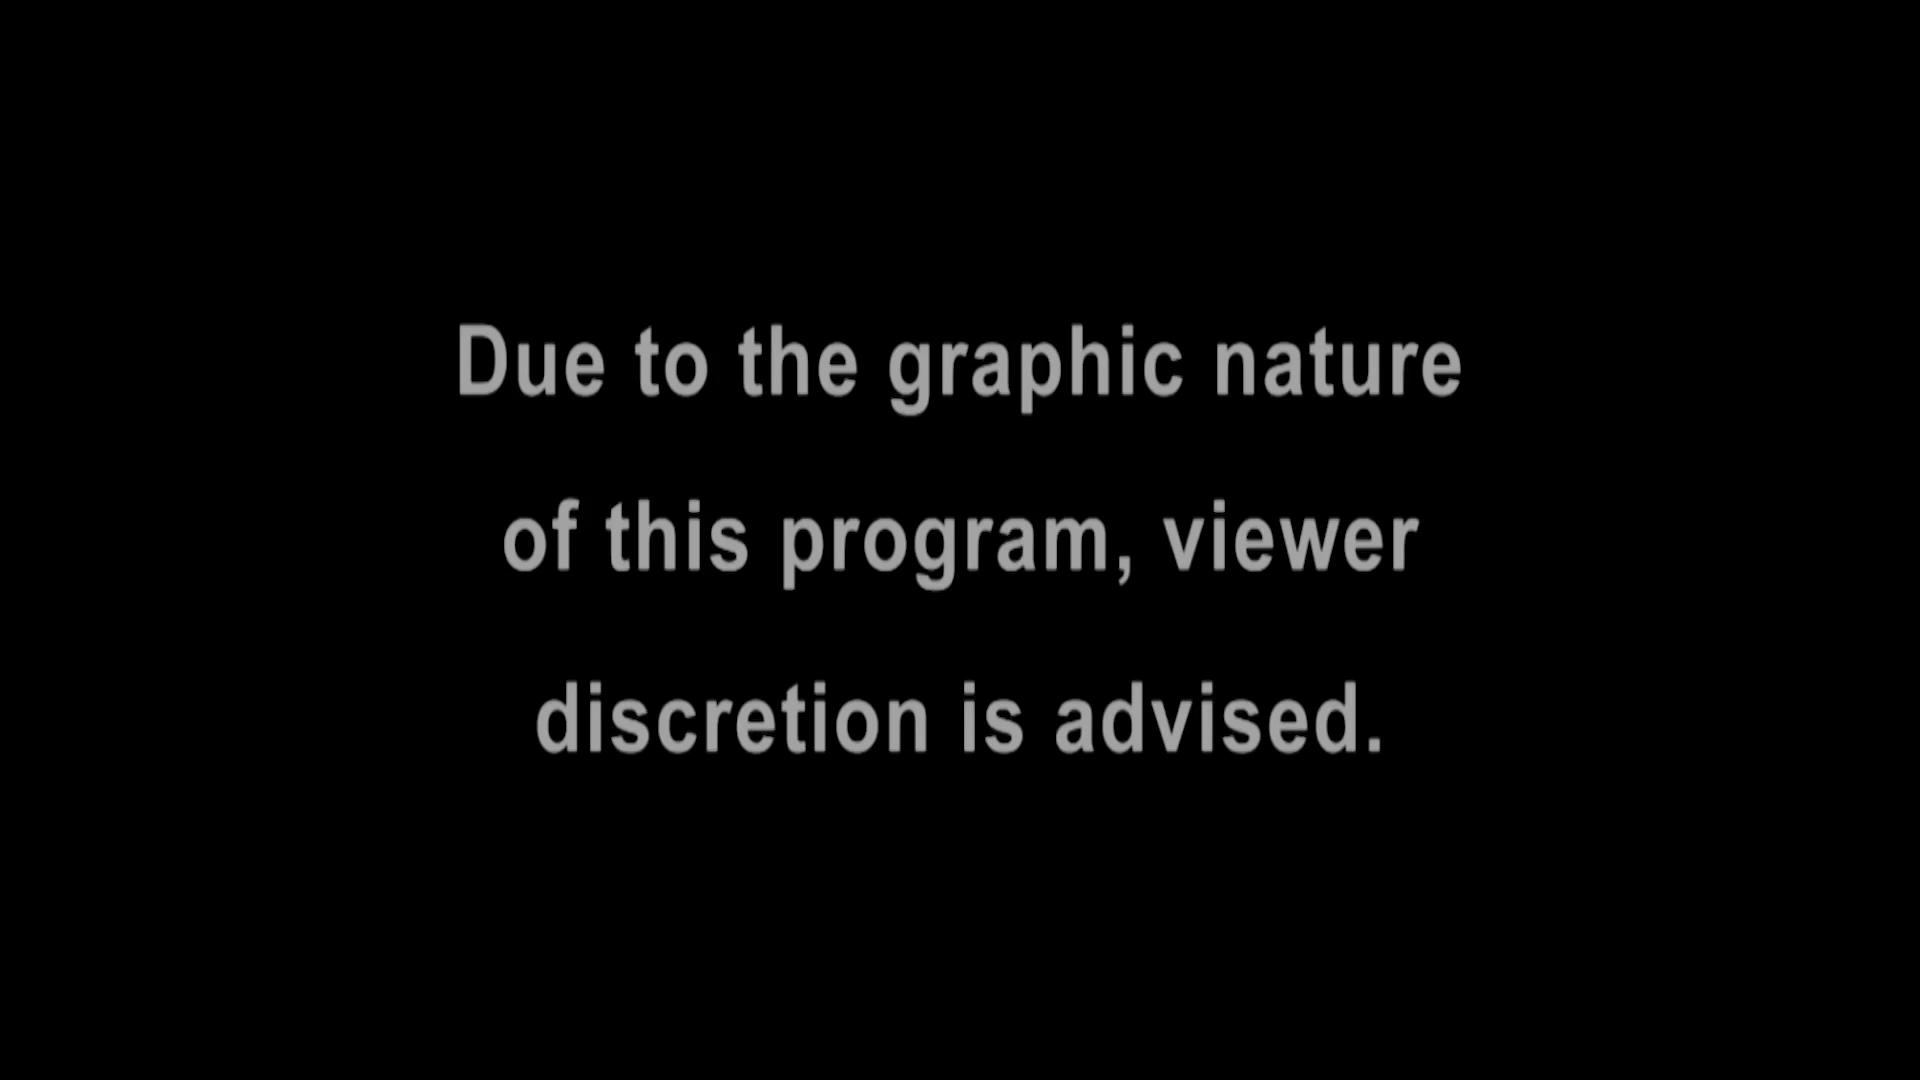 Due to the graphic nature
of this program, viewer
discretion is advised.